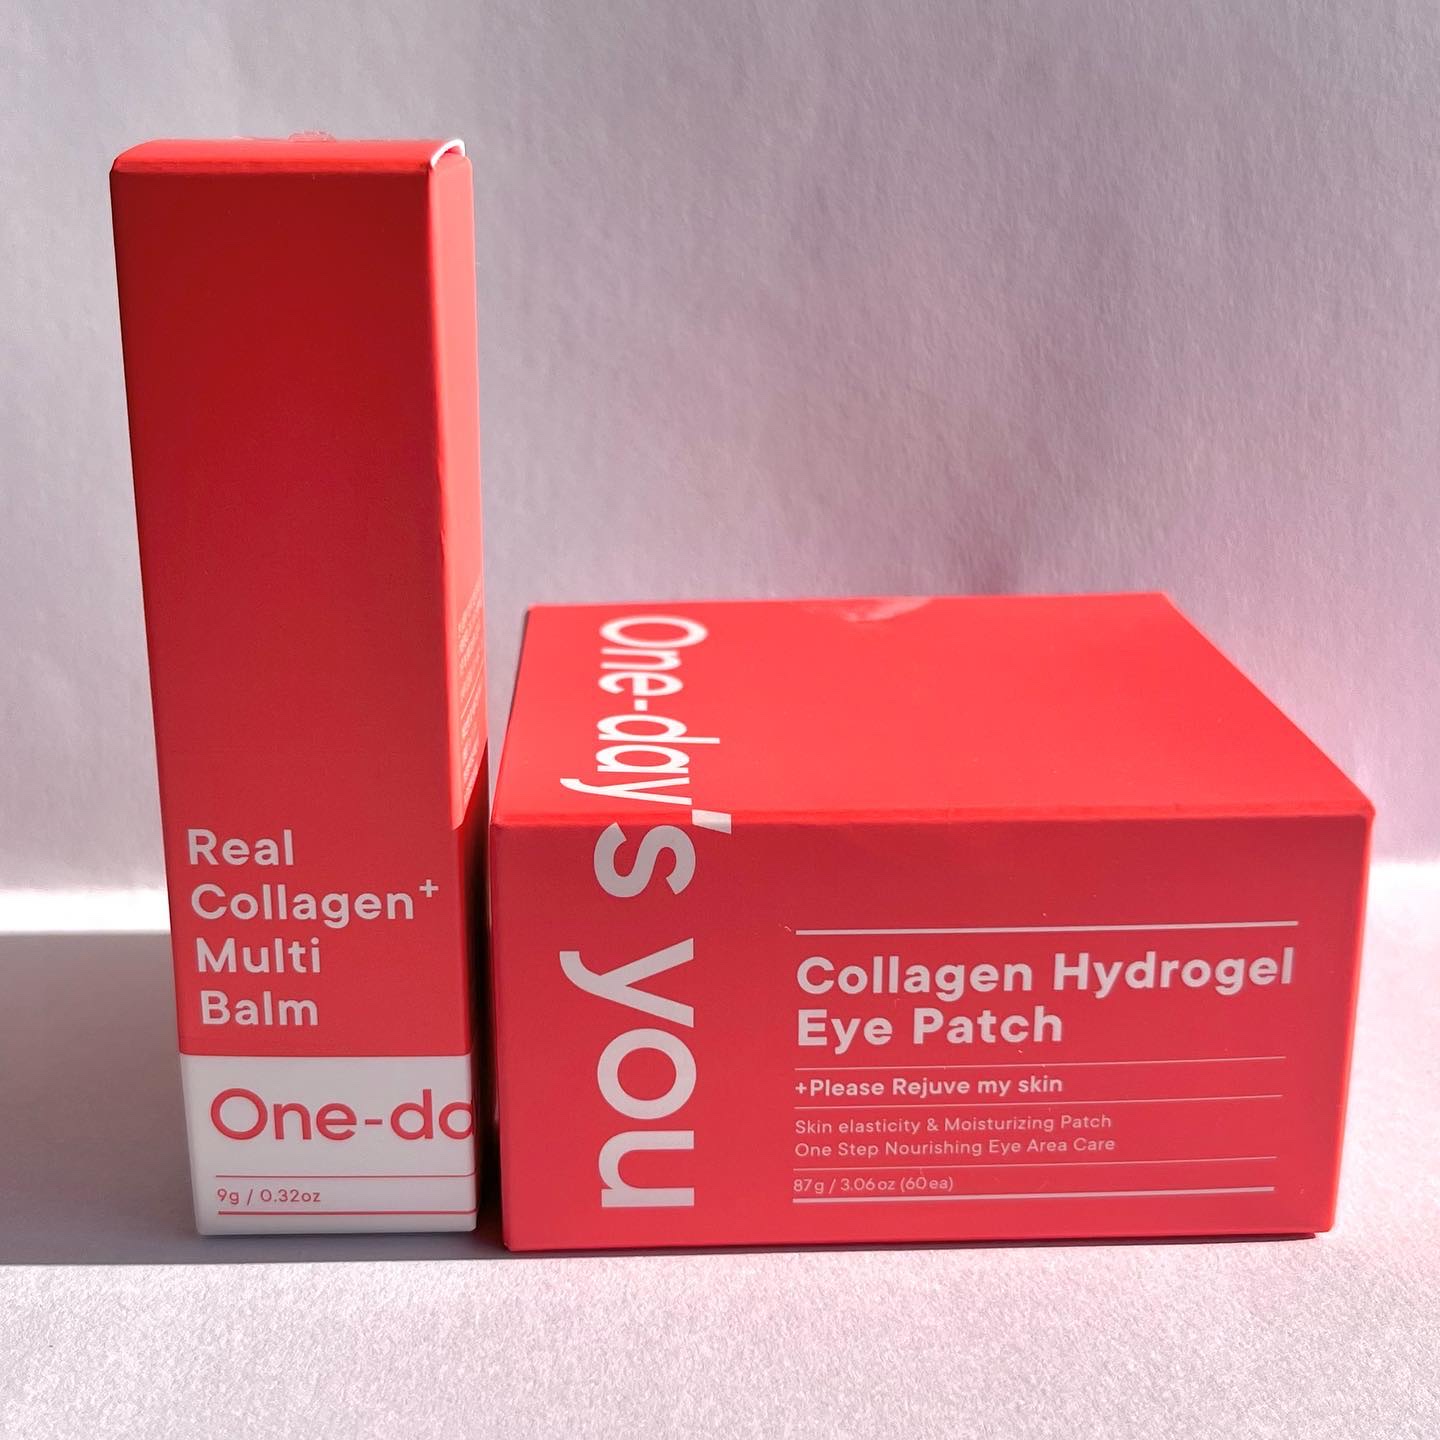 Real
Collagen+
Multi
Balm
One-da
9g / 0.32oz
One-day's you
Collagen Hydrogel
Eye Patch
+Please Rejuve my skin
Skin elasticity & Moisturizing Patch
One Step Nourishing Eye Area Care
87g / 3.06oz (60ea)